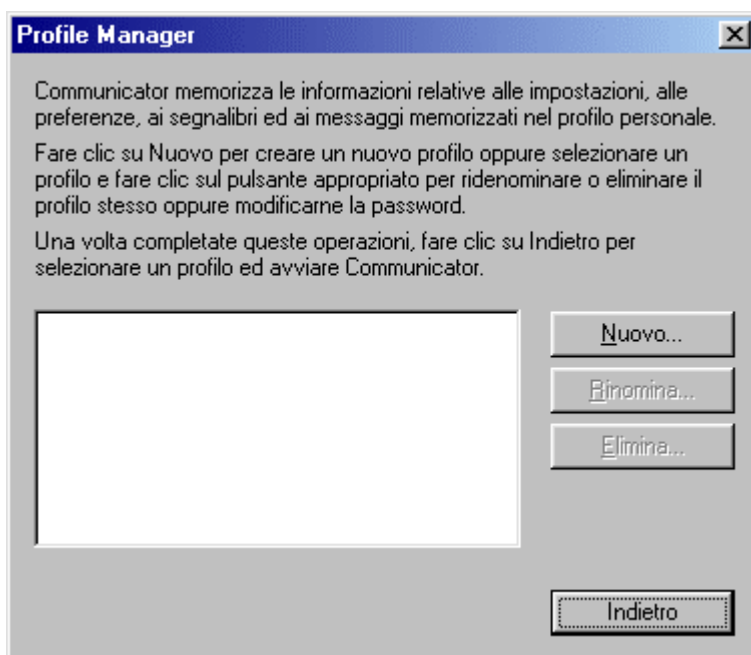 Profile Manager
Communicator memorizza le informazioni relative alle impostazioni, alle
preferenze, ai segnalibri ed ai messaggi memorizzati nel profilo personale.
Fare clic su Nuovo per creare un nuovo profilo oppure selezionare un
profilo e fare clic sul pulsante appropriato per ridenominare o eliminare il
profilo stesso oppure modificarne la password.
Una volta completate queste operazioni, fare clic su Indietro per
selezionare un profilo ed avviare Communicator.
Nuovo...
Rinomina...
Elimina...
Indietro